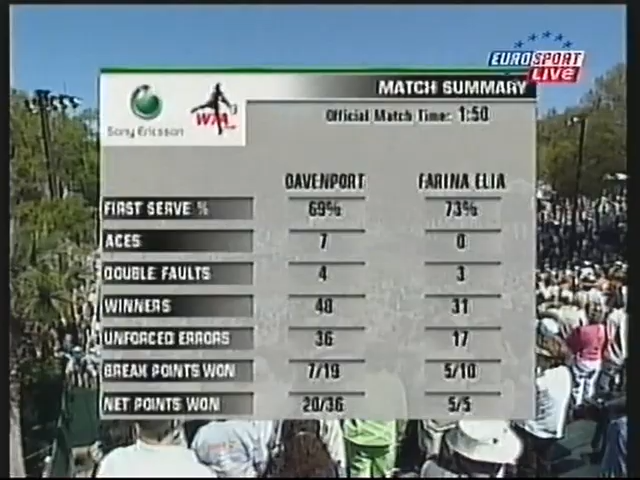 EUROSPORT
LIVE
MATCH SUMMARY
Sony Ericsson
WTA
Official Match Time: 1:50
DAVENPORT FARINA ELIA
FIRST SERVE % 69% 73%
ACES 7 0
DOUBLE FAULTS 4 3
WINNERS 48 31
UNFORCED ERRORS 36 17
BREAK POINTS WON 7/19 5/10
NET POINTS WON 20/36 5/5